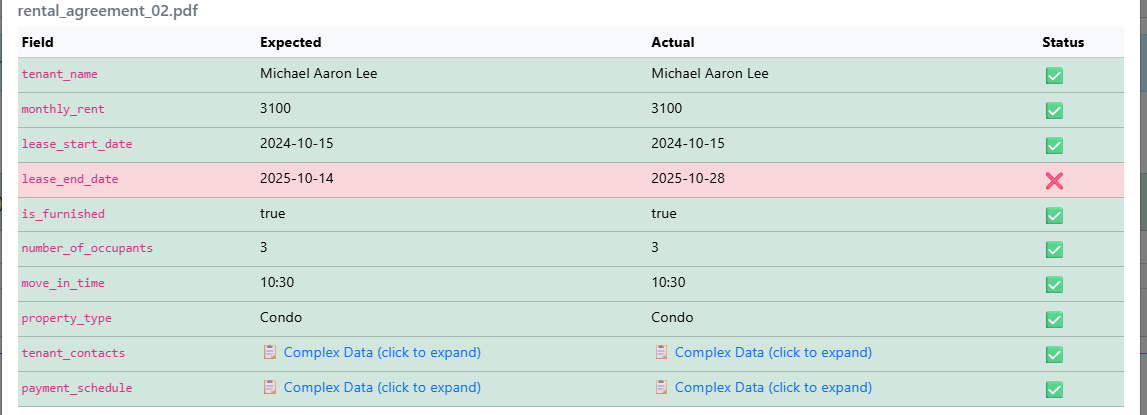 rental_agreement_02.pdf
Field Expected Actual Status
tenant_name Michael Aaron Lee Michael Aaron Lee
monthly_rent 3100 3100
lease_start_date 2024-10-15 2024-10-15
lease_end_date 2025-10-14 2025-10-28
is_furnished true true
number_of_occupants 3 3
move_in_time 10:30 10:30
property_type Condo Condo
tenant_contacts Complex Data (click to expand) Complex Data (click to expand)
payment_schedule Complex Data (click to expand) Complex Data (click to expand)